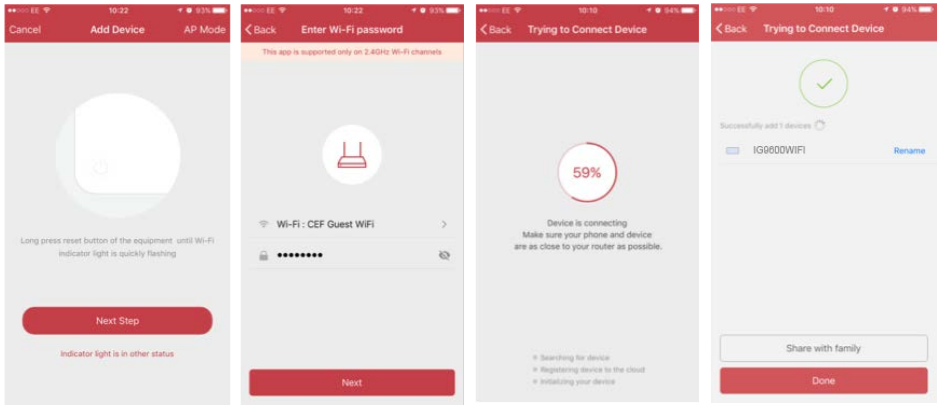 EE 10:22 93%
Cancel Add Device AP Mode
Long press reset button of the equipment until Wi-Fi
indicator light is quickly flashing
Next Step
Indicator light is in other status
EE 10:22 93%
Back Enter Wi-Fi password
This app is supported only on 2.4GHz Wi-Fi channels
Wi-Fi : CEF Guest WiFi
Next
EE 10:10 94%
Back Trying to Connect Device
59%
Device is connecting
Make sure your phone and device
are as close to your router as possible.
Searching for device
Registering device to the cloud
Initializing your device
EE 10:10 94%
Back Trying to Connect Device
Successfully add 1 devices
IG9600WIFI Rename
Share with family
Done